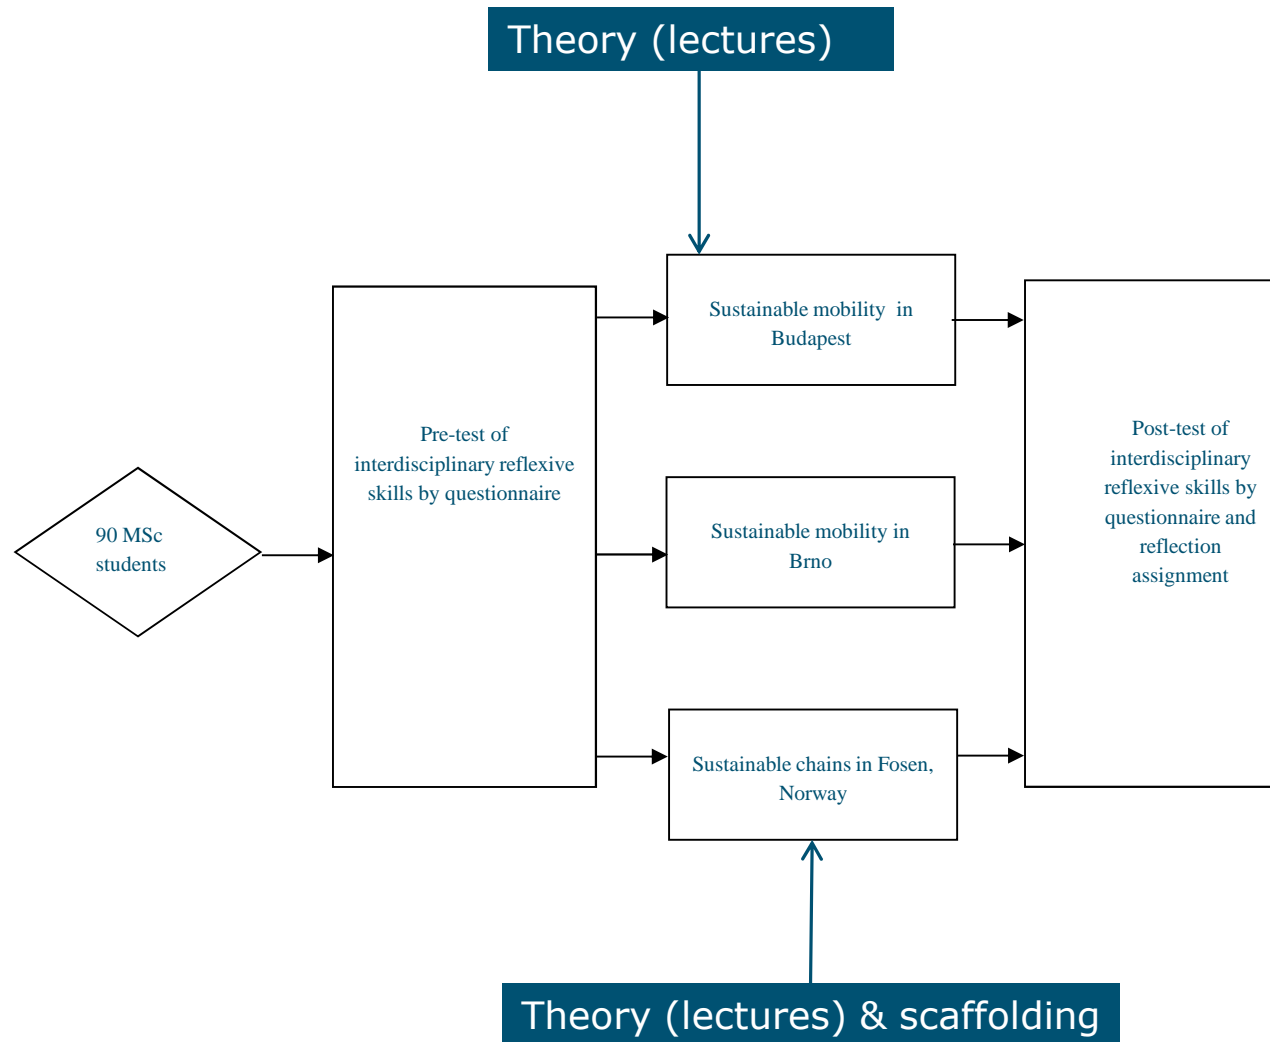 Theory (lectures)
Sustainable mobility in
Budapest
Pre-test of
interdisciplinary reflexive
skills by questionnaire
Post-test of
interdisciplinary
reflexive skills by
questionnaire and
reflection
assignment
90 MSc
students
Sustainable mobility in
Brno
Sustainable chains in Fosen,
Norway
Theory (lectures) & scaffolding